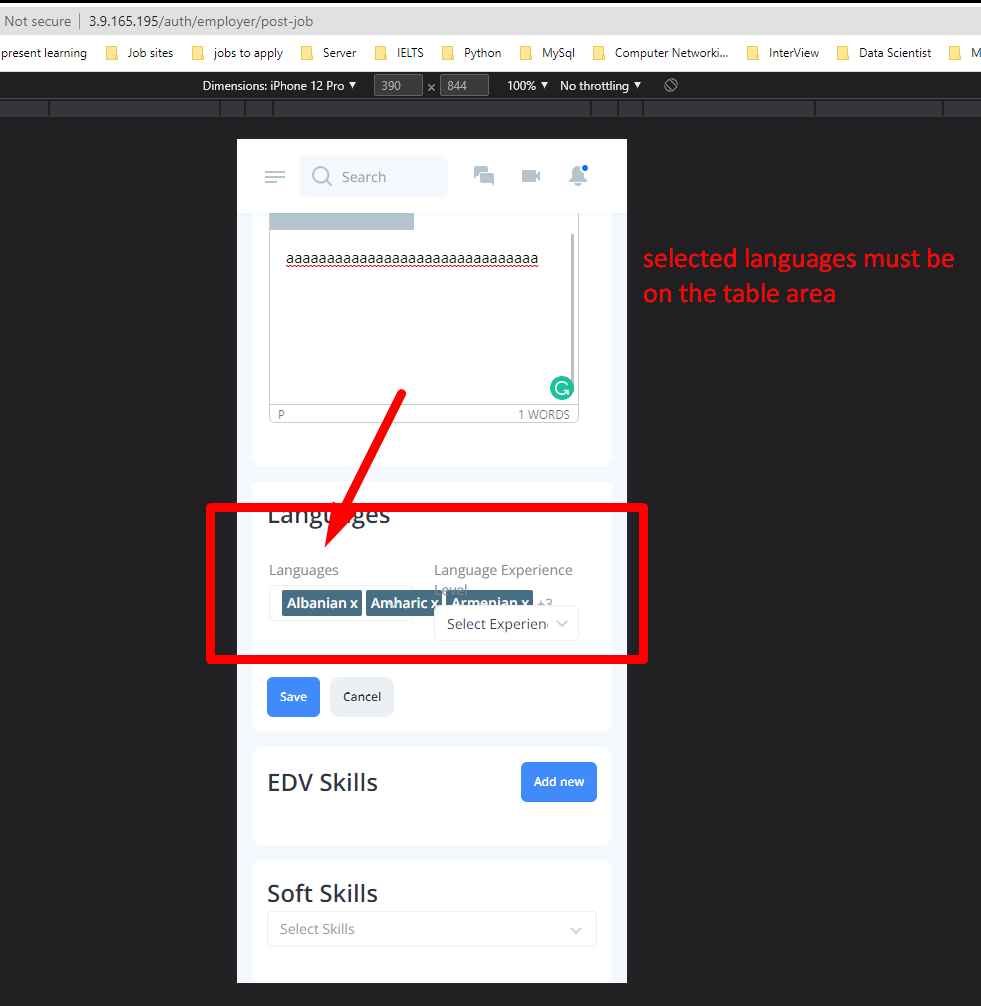 Not secure 3.9.165.195/auth/employer/post-job
present learning Job sites jobs to apply Server IELTS Python MySql Computer Networki... InterView Data Scientist M
Dimensions: iPhone 12 Pro ▼ 390 × 844 100% ▼ No throttling ▼
Search
aaaaaaaaaaaaaaaaaaaaaaaaaaaaaaa
selected languages must be
on the table area
P 1 WORDS
Languages
Languages Language Experience
Level
Albanian x Amharic x Armenian x +3
Select Experien
Save Cancel
EDV Skills Add new
Soft Skills
Select Skills